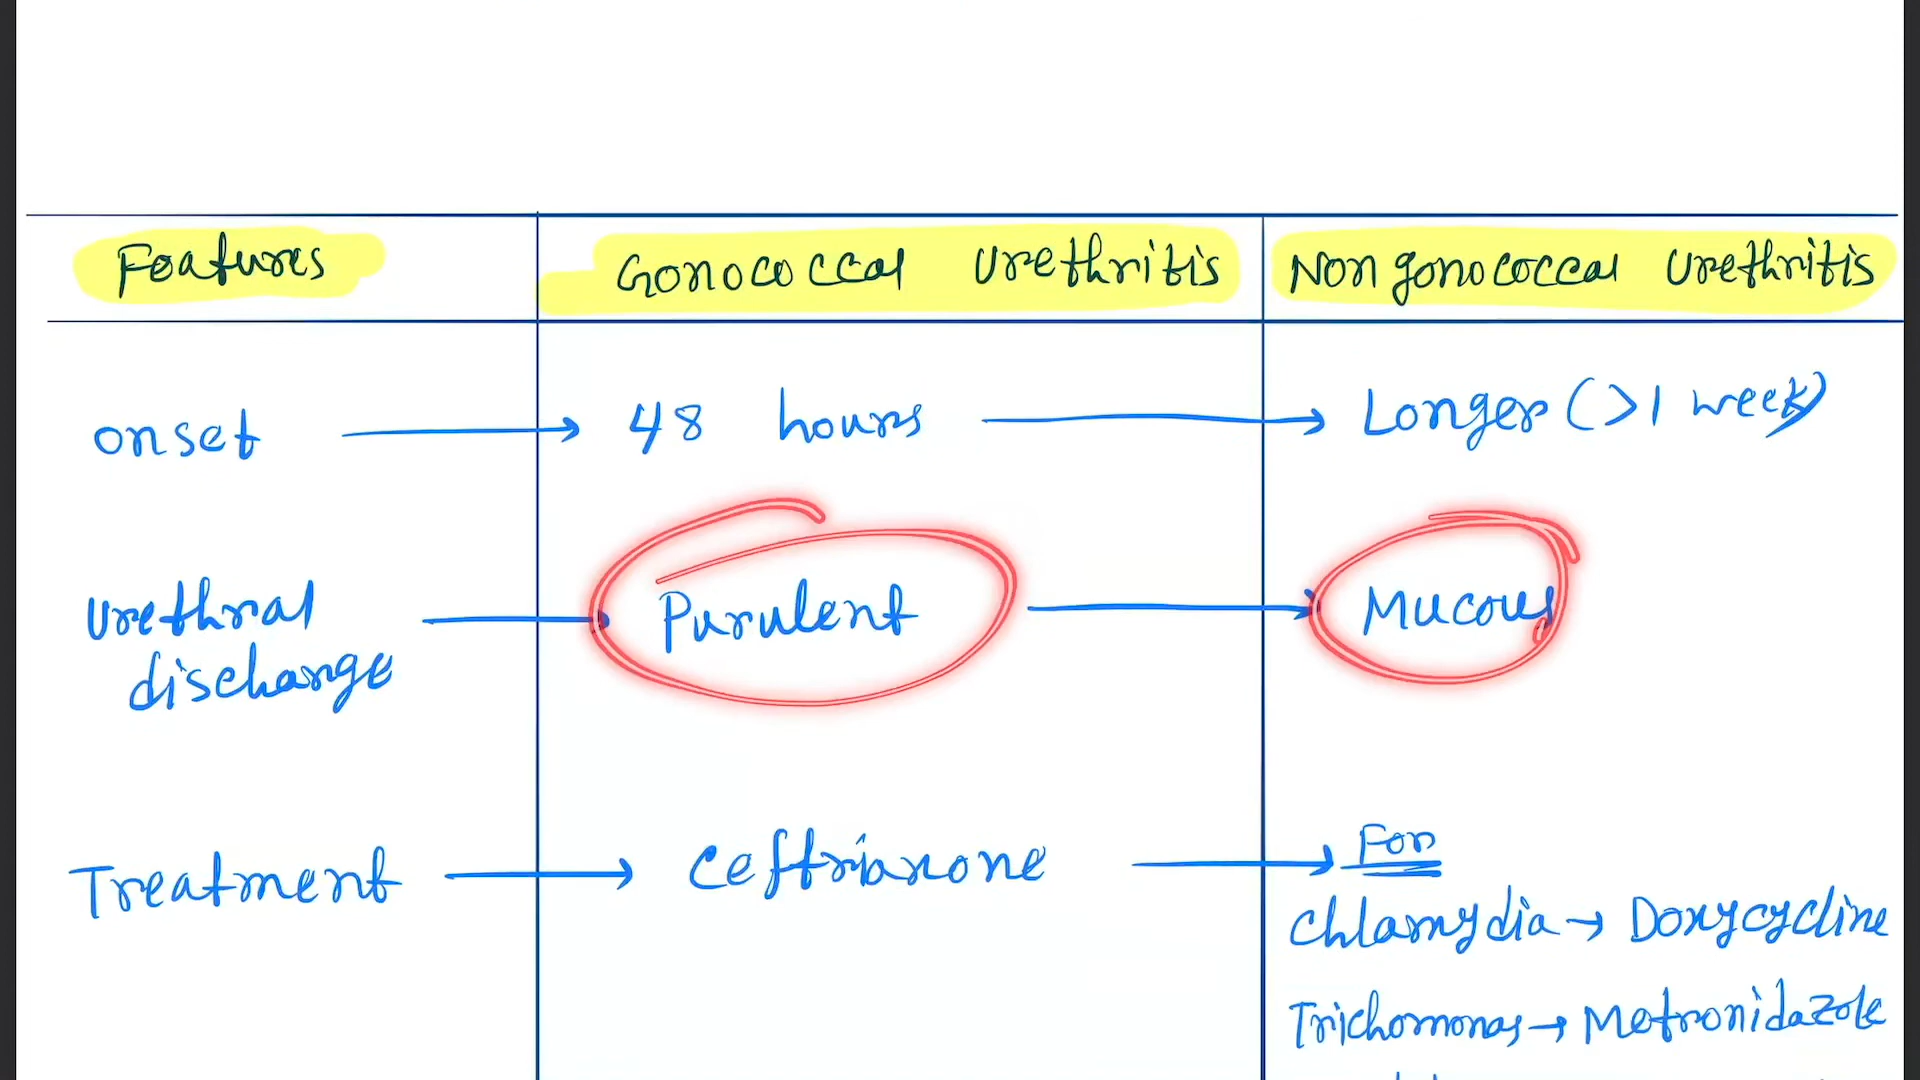 Features Gonococcal Urethritis Non gonococcal Urethritis
onset → 48 hours → Longer (>1 week)
Urethral discharge → Purulent → Mucous
Treatment → Ceftriaxone → For
Chlamydia → Doxycycline
Trichomonas → Metronidazole